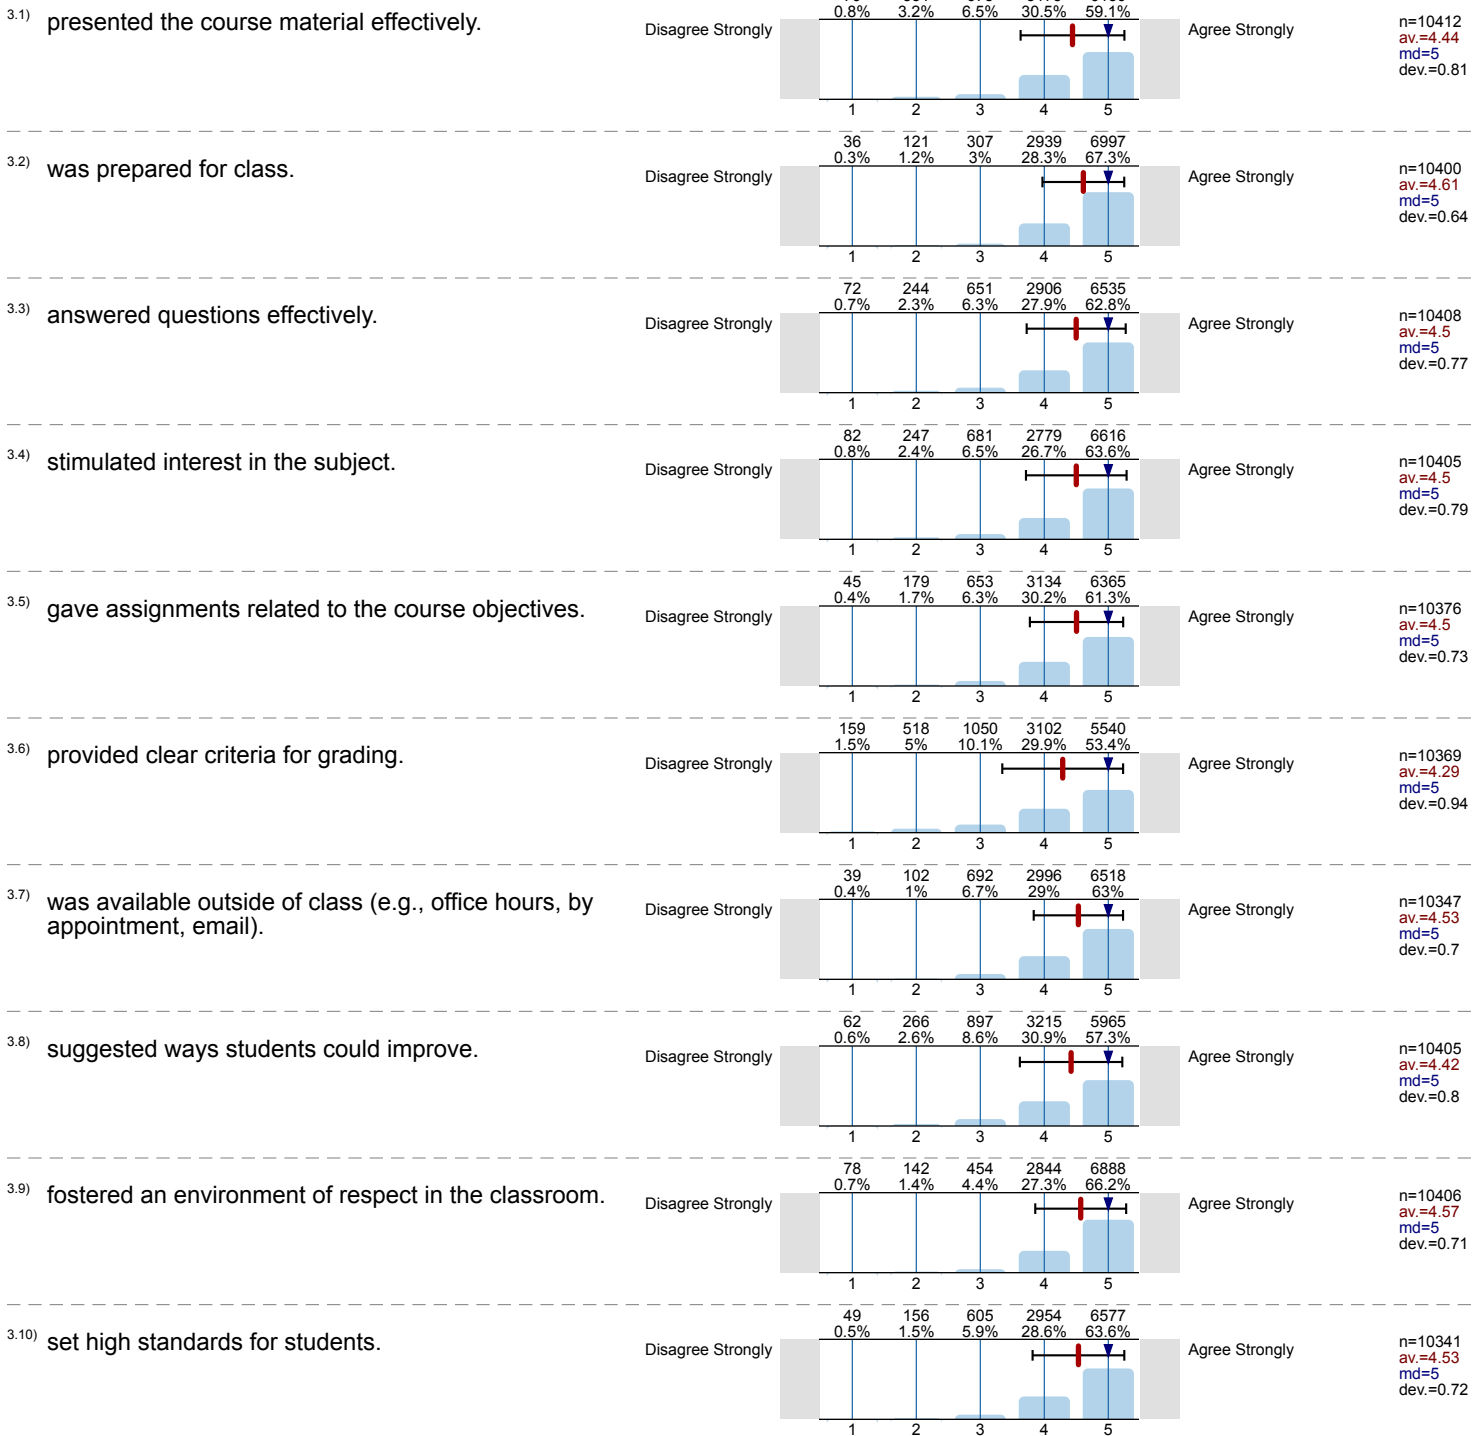 0.8% 3.2% 6.5% 30.5% 59.1%
3.1) presented the course material effectively.
Disagree Strongly Agree Strongly
n=10412
av.=4.44
md=5
dev.=0.81
1 2 3 4 5
36 121 307 2939 6997
0.3% 1.2% 3% 28.3% 67.3%
3.2) was prepared for class.
Disagree Strongly Agree Strongly
n=10400
av.=4.61
md=5
dev.=0.64
1 2 3 4 5
72 244 651 2906 6535
0.7% 2.3% 6.3% 27.9% 62.8%
3.3) answered questions effectively.
Disagree Strongly Agree Strongly
n=10408
av.=4.5
md=5
dev.=0.77
1 2 3 4 5
82 247 681 2779 6616
0.8% 2.4% 6.5% 26.7% 63.6%
3.4) stimulated interest in the subject.
Disagree Strongly Agree Strongly
n=10405
av.=4.5
md=5
dev.=0.79
1 2 3 4 5
45 179 653 3134 6365
0.4% 1.7% 6.3% 30.2% 61.3%
3.5) gave assignments related to the course objectives.
Disagree Strongly Agree Strongly
n=10376
av.=4.5
md=5
dev.=0.73
1 2 3 4 5
159 518 1050 3102 5540
1.5% 5% 10.1% 29.9% 53.4%
3.6) provided clear criteria for grading.
Disagree Strongly Agree Strongly
n=10369
av.=4.29
md=5
dev.=0.94
1 2 3 4 5
39 102 692 2996 6518
0.4% 1% 6.7% 29% 63%
3.7) was available outside of class (e.g., office hours, by
appointment, email).
Disagree Strongly Agree Strongly
n=10347
av.=4.53
md=5
dev.=0.7
1 2 3 4 5
62 266 897 3215 5965
0.6% 2.6% 8.6% 30.9% 57.3%
3.8) suggested ways students could improve.
Disagree Strongly Agree Strongly
n=10405
av.=4.42
md=5
dev.=0.8
1 2 3 4 5
78 142 454 2844 6888
0.7% 1.4% 4.4% 27.3% 66.2%
3.9) fostered an environment of respect in the classroom.
Disagree Strongly Agree Strongly
n=10406
av.=4.57
md=5
dev.=0.71
1 2 3 4 5
49 156 605 2954 6577
0.5% 1.5% 5.9% 28.6% 63.6%
3.10) set high standards for students.
Disagree Strongly Agree Strongly
n=10341
av.=4.53
md=5
dev.=0.72
1 2 3 4 5